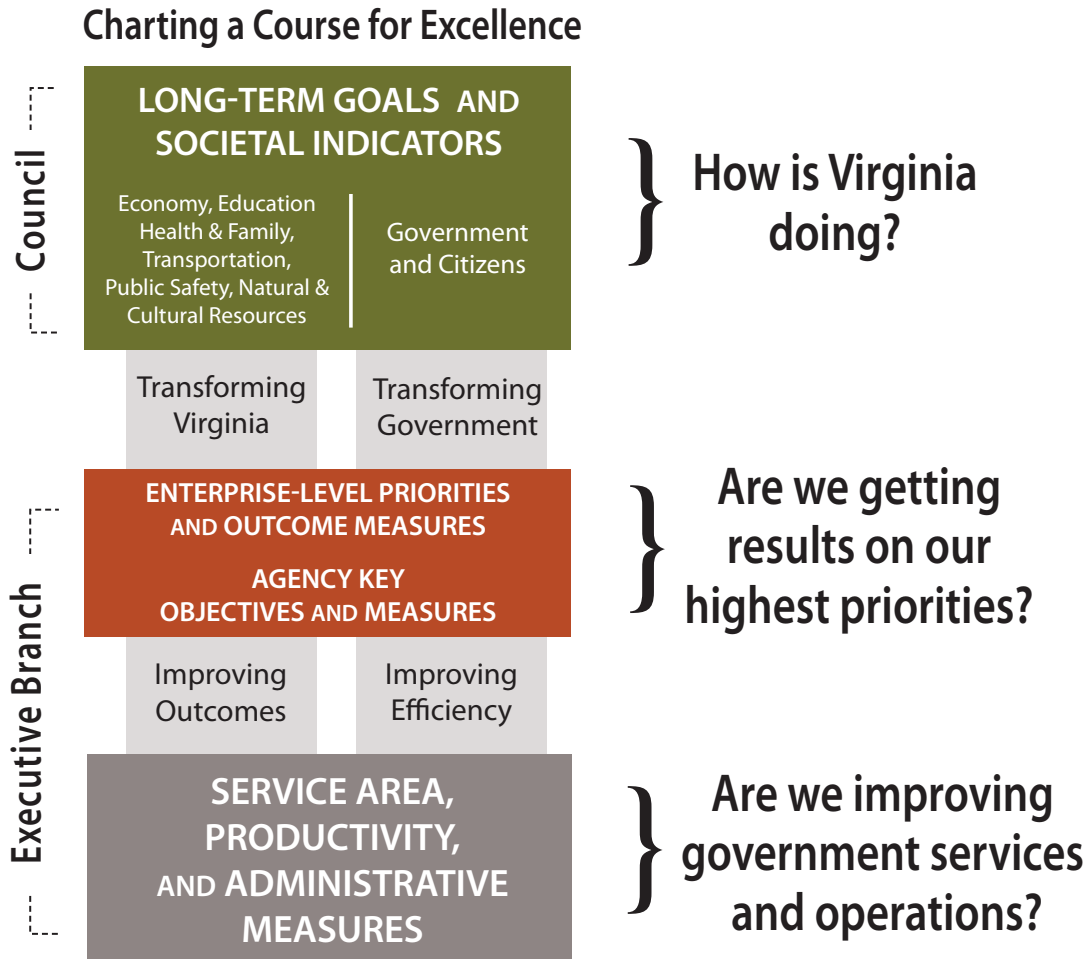 Charting a Course for Excellence
Council
LONG-TERM GOALS AND
SOCIETAL INDICATORS
Economy, Education
Health & Family,
Transportation,
Public Safety, Natural &
Cultural Resources
Government
and Citizens
How is Virginia
doing?
Transforming
Virginia
Transforming
Government
Executive Branch
ENTERPRISE-LEVEL PRIORITIES
AND OUTCOME MEASURES
AGENCY KEY
OBJECTIVES AND MEASURES
Are we getting
results on our
highest priorities?
Improving
Outcomes
Improving
Efficiency
SERVICE AREA,
PRODUCTIVITY,
AND ADMINISTRATIVE
MEASURES
Are we improving
government services
and operations?